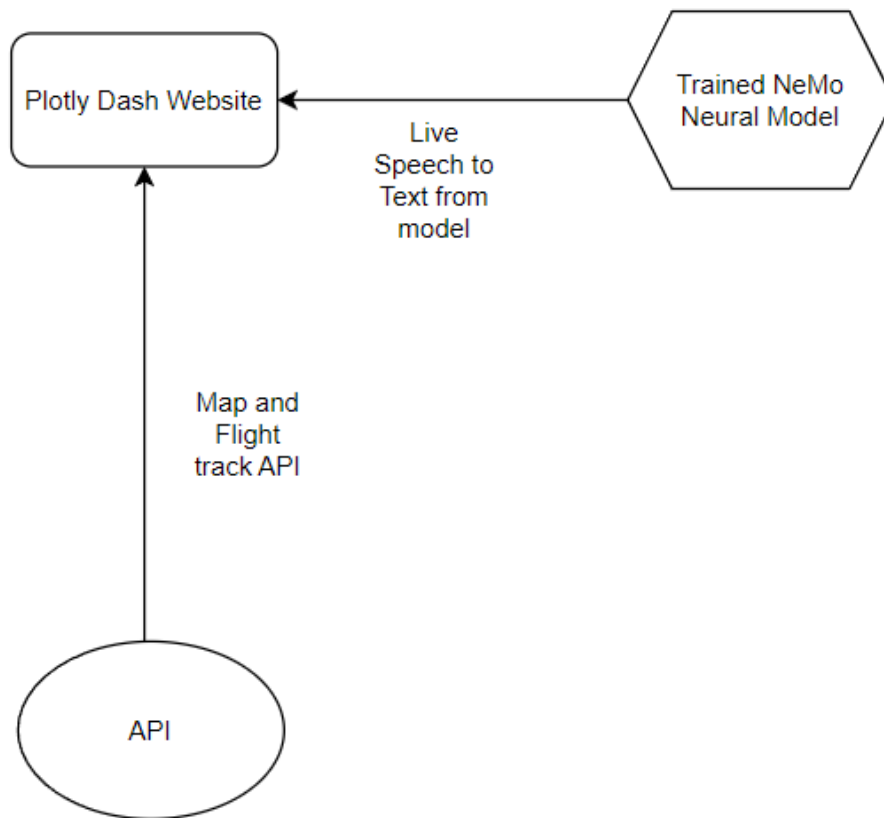 Plotly Dash Website
Trained NeMo
Neural Model
Live
Speech to
Text from
model
Map and
Flight
track API
API